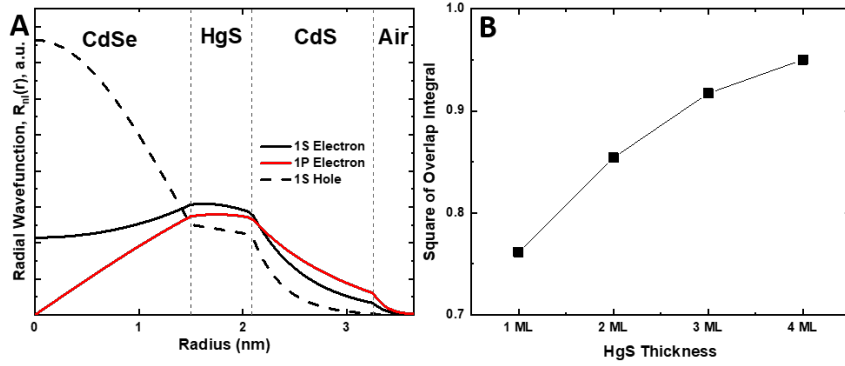 A
CdSe
HgS
CdS
Air
1S Electron
1P Electron
1S Hole
Radial Wavefunction, Rnl(r), a.u.
0
1
2
3
Radius (nm)
B
1.0
0.9
0.8
0.7
Square of Overlap Integral
1 ML
2 ML
3 ML
4 ML
HgS Thickness